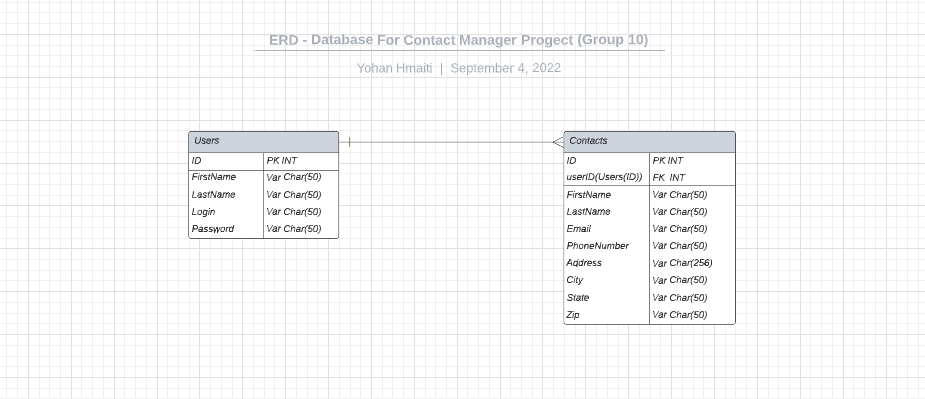 ERD - Database For Contact Manager Progect (Group 10)
Yohan Hmaiti | September 4, 2022
Users
ID PK INT
FirstName Var Char(50)
LastName Var Char(50)
Login Var Char(50)
Password Var Char(50)
Contacts
ID PK INT
userID(Users(ID)) FK INT
FirstName Var Char(50)
LastName Var Char(50)
Email Var Char(50)
PhoneNumber Var Char(50)
Address Var Char(256)
City Var Char(50)
State Var Char(50)
Zip Var Char(50)